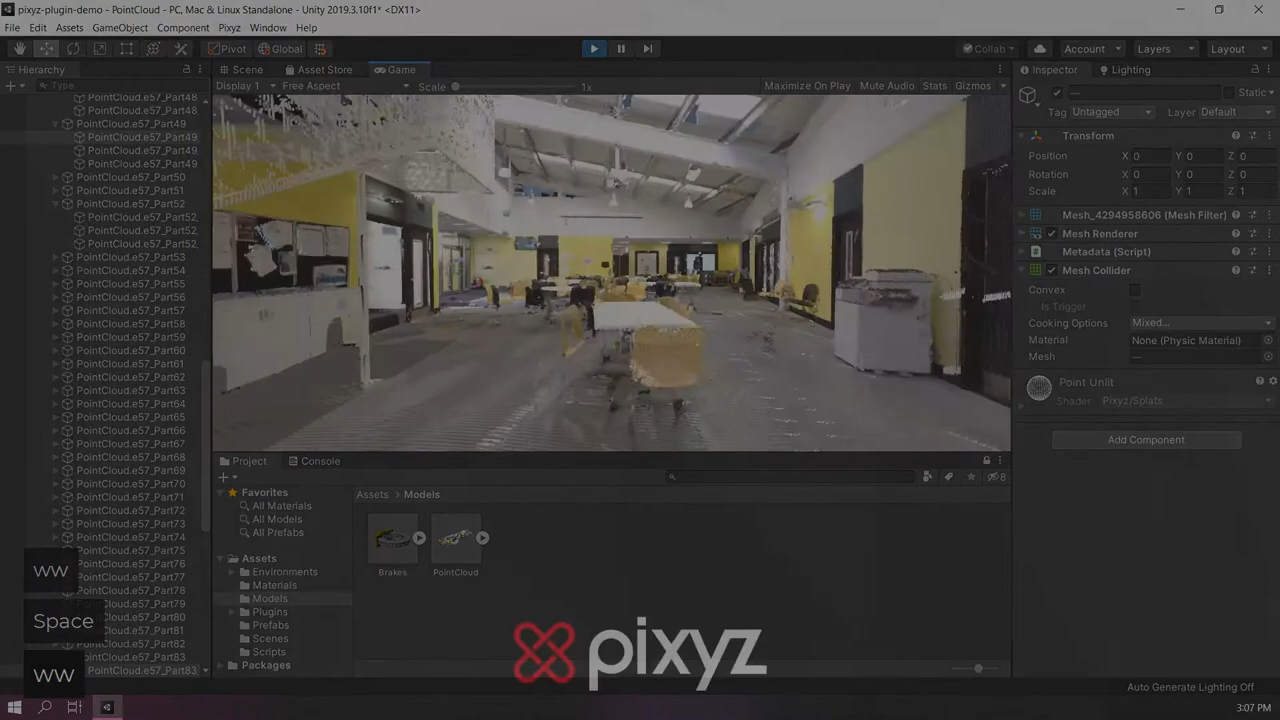 pixyz-plugin-demo - PointCloud - PC, Mac & Linux Standalone - Unity 2019.3.10f1* <DX11>
File Edit Assets GameObject Component Pixyz Window Help
Pivot Global Collab Account Layers Layout
Hierarchy
Type
PointCloud.e57_Part48
PointCloud.e57_Part48
PointCloud.e57_Part49
PointCloud.e57_Part49
PointCloud.e57_Part49
PointCloud.e57_Part49
PointCloud.e57_Part50
PointCloud.e57_Part51
PointCloud.e57_Part52
PointCloud.e57_Part52_
PointCloud.e57_Part52_
PointCloud.e57_Part52_
PointCloud.e57_Part53
PointCloud.e57_Part54
PointCloud.e57_Part55
PointCloud.e57_Part56
PointCloud.e57_Part57
PointCloud.e57_Part58
PointCloud.e57_Part59
PointCloud.e57_Part60
PointCloud.e57_Part61
PointCloud.e57_Part62
PointCloud.e57_Part63
PointCloud.e57_Part64
PointCloud.e57_Part65
PointCloud.e57_Part66
PointCloud.e57_Part67
PointCloud.e57_Part68
PointCloud.e57_Part69
PointCloud.e57_Part70
PointCloud.e57_Part71
PointCloud.e57_Part72
PointCloud.e57_Part73
PointCloud.e57_Part74
PointCloud.e57_Part75
PointCloud.e57_Part76
PointCloud.e57_Part77
PointCloud.e57_Part78
PointCloud.e57_Part79
PointCloud.e57_Part80
PointCloud.e57_Part81
PointCloud.e57_Part82
PointCloud.e57_Part83
PointCloud.e57_Part83_
WW
Space
WW
Scene Asset Store Game
Display 1 Free Aspect Scale 1x Maximize On Play Mute Audio Stats Gizmos
Project Console
8
Favorites
All Materials
All Models
All Prefabs
Assets
Environments
Materials
Models
Plugins
Prefabs
Scenes
Scripts
Packages
Assets > Models
Brakes PointCloud
pixyz
Inspector Lighting
— Static
Tag Untagged Layer Default
Transform
Position X 0 Y 0 Z 0
Rotation X 0 Y 0 Z 0
Scale X 1 Y 1 Z 1
Mesh_4294958606 (Mesh Filter)
Mesh Renderer
Metadata (Script)
Mesh Collider
Convex
Is Trigger
Cooking Options Mixed...
Material None (Physic Material)
Mesh —
Point Unlit
Shader Pixyz/Splats
Add Component
Auto Generate Lighting Off
3:07 PM